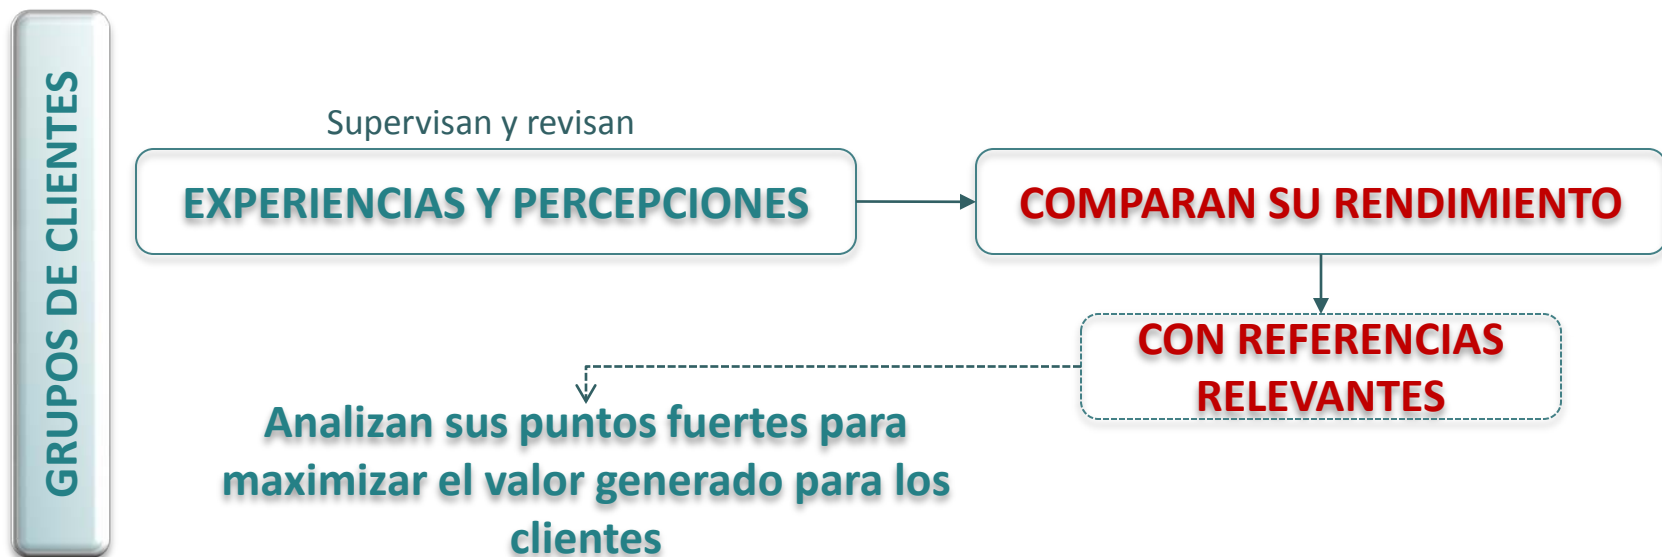 GRUPOS DE CLIENTES
Supervisan y revisan
EXPERIENCIAS Y PERCEPCIONES
COMPARAN SU RENDIMIENTO
CON REFERENCIAS
RELEVANTES
Analizan sus puntos fuertes para
maximizar el valor generado para los
clientes